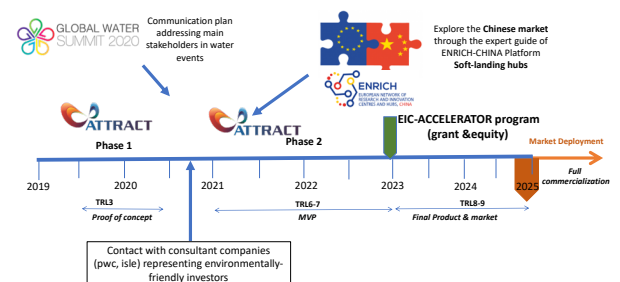 GLOBAL WATER
SUMMIT 2020
Communication plan
addressing main
stakeholders in water
events
ENRICH
EUROPEAN NETWORK OF
RESEARCH AND INNOVATION
CENTRES AND HUBS, CHINA
Explore the Chinese market
through the expert guide of
ENRICH-CHINA Platform
Soft-landing hubs
ATTRACT
Phase 1
ATTRACT
Phase 2
EIC-ACCELERATOR program
(grant &equity)
Market Deployment
2019
2020
2021
2022
2023
2024
2025
Full
commercialization
TRL3
Proof of concept
TRL6-7
MVP
TRL8-9
Final Product & market
Contact with consultant companies
(pwc, isle) representing environmentally-
friendly investors